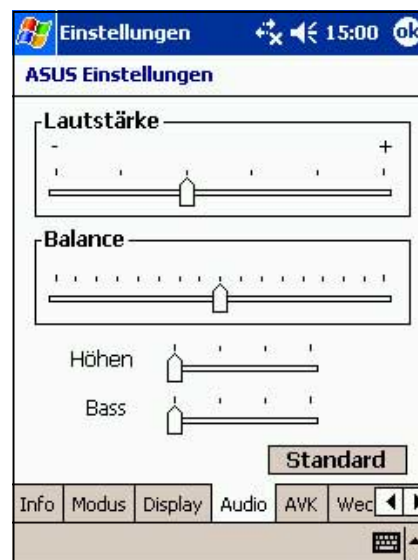 Einstellungen 15:00 ok
ASUS Einstellungen
Lautstärke
- +
Balance
Höhen
Bass
Standard
Info Modus Display Audio AVK Wec